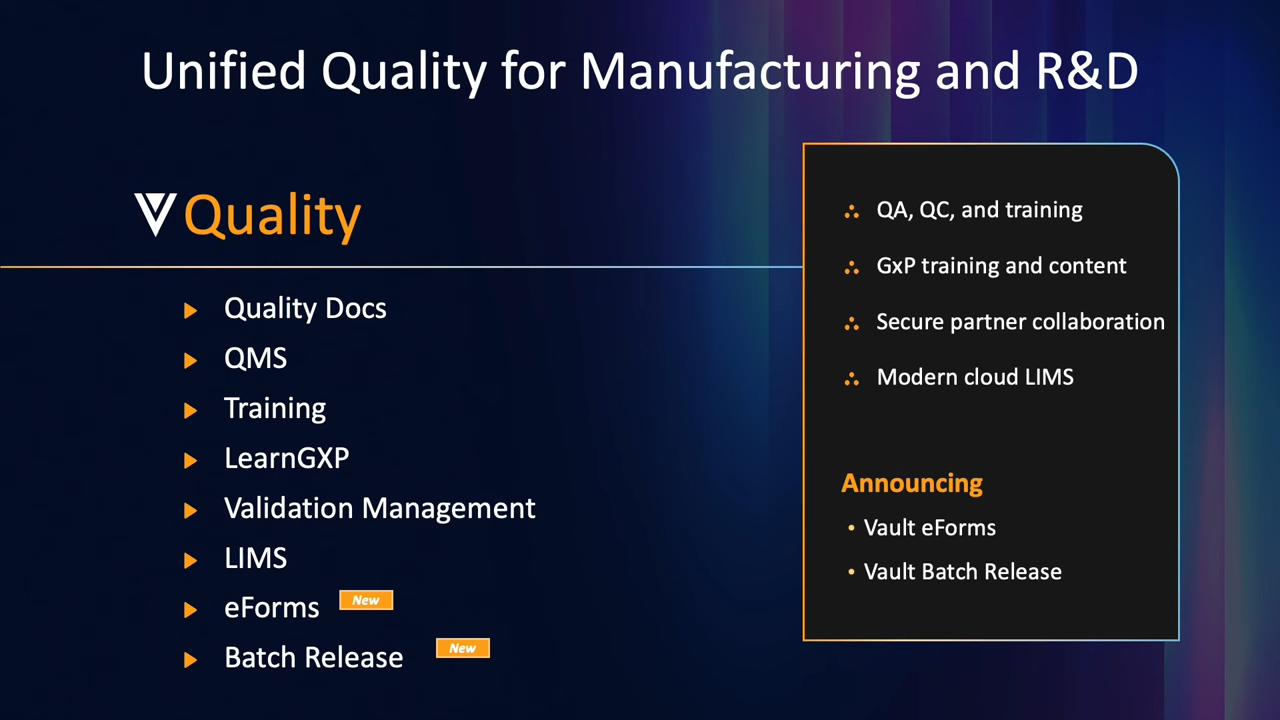 Unified Quality for Manufacturing and R&D
Quality
Quality Docs
QMS
Training
LearnGXP
Validation Management
LIMS
eForms New
Batch Release New
QA, QC, and training
GxP training and content
Secure partner collaboration
Modern cloud LIMS
Announcing
• Vault eForms
• Vault Batch Release